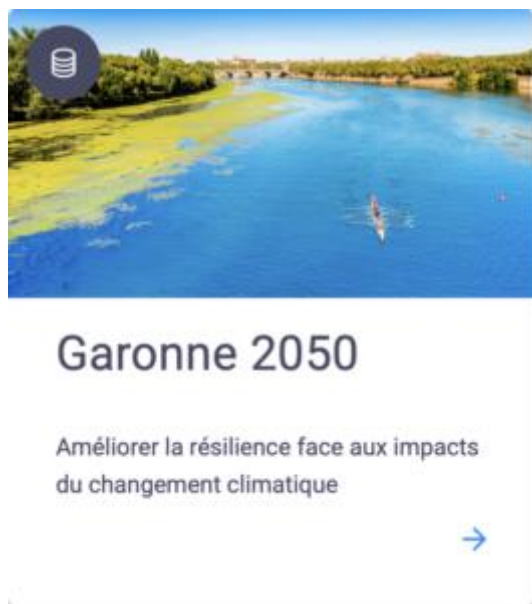 Garonne 2050
Améliorer la résilience face aux impacts
du changement climatique